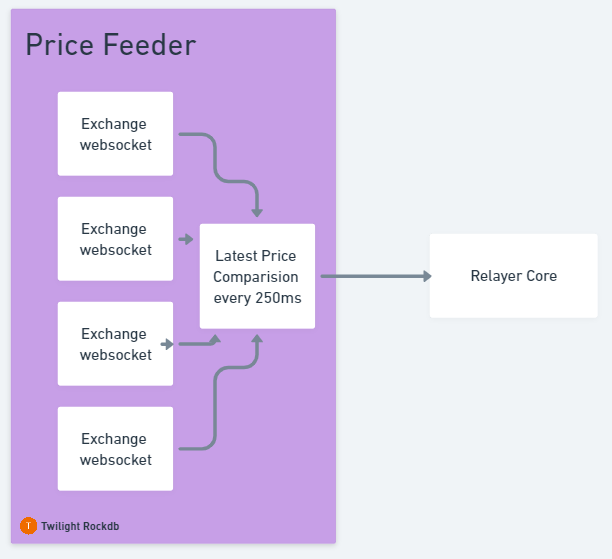 Price Feeder
Exchange
websocket
Exchange
websocket
Exchange
websocket
Exchange
websocket
Latest Price
Comparision
every 250ms
Relayer Core
T
Twilight Rockdb